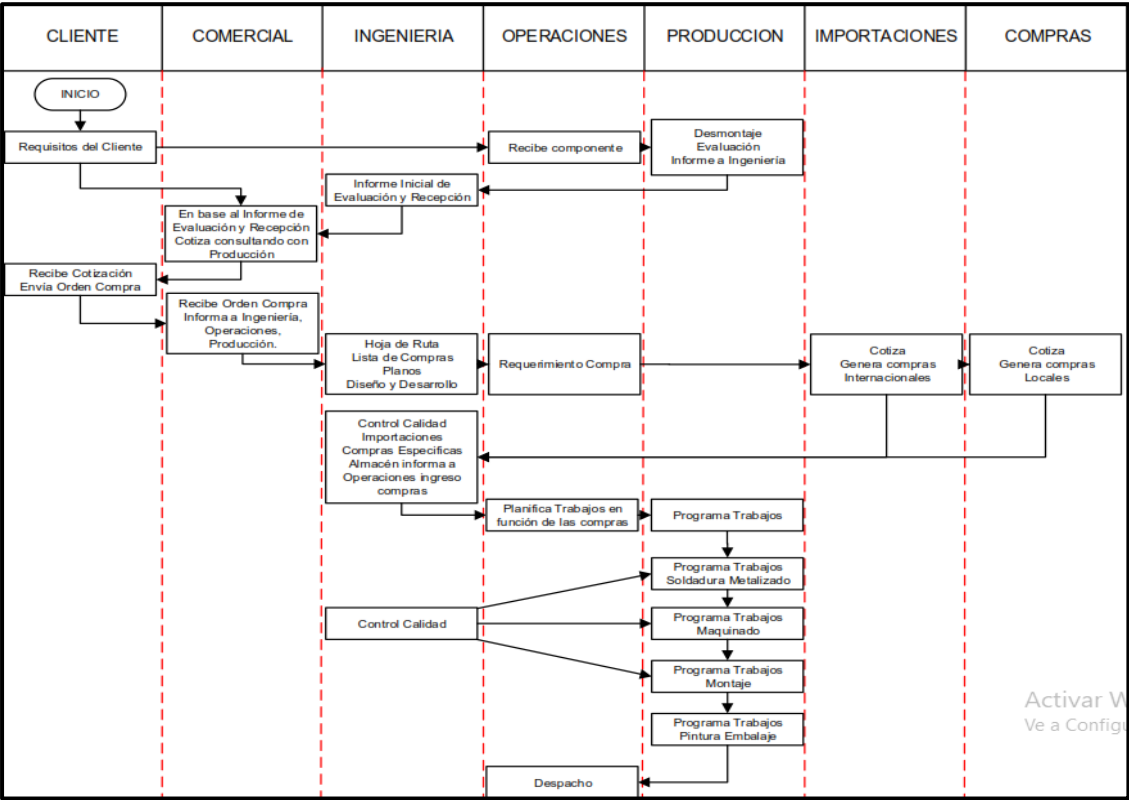 CLIENTE
COMERCIAL
INGENIERIA
OPERACIONES
PRODUCCION
IMPORTACIONES
COMPRAS
INICIO
Requisitos del Cliente
Recibe componente
Desmontaje
Evaluación
Informe a Ingeniería
Informe Inicial de
Evaluación y Recepción
En base al Informe de
Evaluación y Recepción
Cotiza consultando con
Producción
Recibe Cotización
Envía Orden Compra
Recibe Orden Compra
Informa a Ingeniería,
Operaciones,
Producción.
Hoja de Ruta
Lista de Compras
Planos
Diseño y Desarrollo
Requerimiento Compra
Cotiza
Genera compras
Internacionales
Cotiza
Genera compras
Locales
Control Calidad
Importaciones
Compras Especificas
Almacén informa a
Operaciones ingreso
compras
Planifica Trabajos en
función de las compras
Programa Trabajos
Programa Trabajos
Soldadura Metalizado
Control Calidad
Programa Trabajos
Maquinado
Programa Trabajos
Montaje
Programa Trabajos
Pintura Embalaje
Despacho
Activar W
Ve a Configu